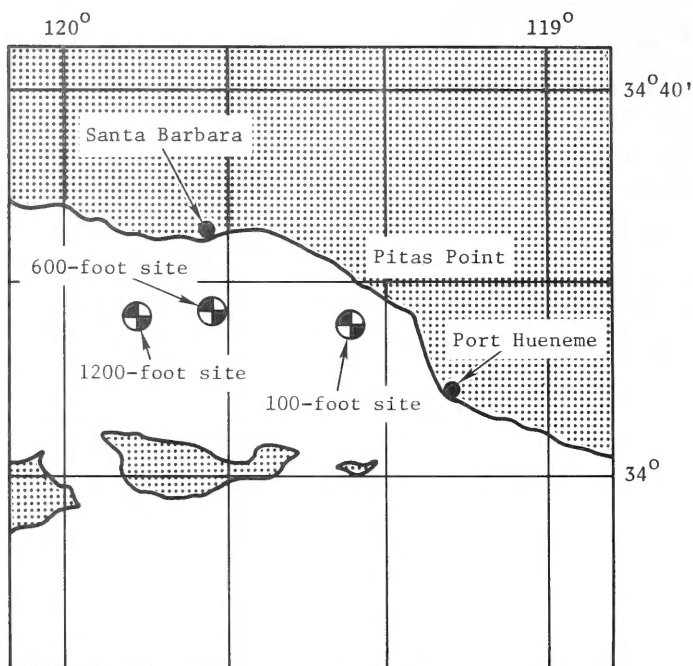 120°
119°
34°40'
Santa Barbara
Pitas Point
600-foot site
Port Hueneme
1200-foot site
100-foot site
34°